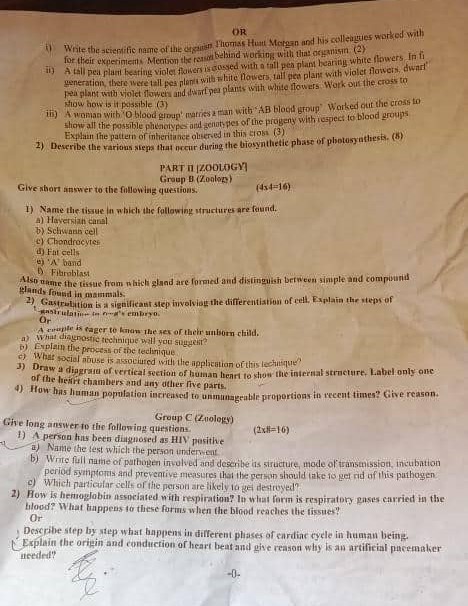 OR
i) Write the scientific name of the organism Thomas Hunt Morgan and his colleagues worked with
for their experiments. Mention the reason behind working with that organism. (2)
ii) A tall pea plant bearing violet flowers is crossed with a tall pea plant bearing white flowers. In fi
generation, there were tall pea plants with white flowers, tall pee plant with violet flowers, dwarf
pea plant with violet flowers and dwarf pea plants with white flowers. Work out the cross to
show how is it possible (3)
iii) A woman with 'O blood group' marries a man with 'AB blood group' Worked out the cross to
show all the possible phenotypes and genotypes of the progeny with respect to blood groups
Explain the pattern of inheritance observed in this cross (3)
2) Describe the various steps that occur during the biosynthetic phase of photosynthesis. (8)
PART II [ZOOLOGY]
Group B (Zoology)
Give short answer to the following questions. (4x4=16)
1) Name the tissue in which the following structures are found.
a) Haversian canal
b) Schwann cell
c) Chondrocytes
d) Fat cells
e) 'A' band
f) Fibroblast
Also name the tissue from which gland are formed and distinguish between simple and compound
glands found in mammals.
2) Gastrulation is a significant step involving the differentiation of cell. Explain the steps of
gastrulation in frog's embryo.
Or
A couple is eager to know the sex of their unborn child.
a) What diagnostic technique will you suggest?
b) Explain the process of the technique
c) What social abuse is associated with the application of this technique?
3) Draw a diagram of vertical section of human heart to show the internal structure. Label only one
of the heart chambers and any other five parts.
4) How has human population increased to unmanageable proportions in recent times? Give reason.
Group C (Zoology)
Give long answer to the following questions. (2x8=16)
1) A person has been diagnosed as HIV positive
a) Name the test which the person underwent
b) Write full name of pathogen involved and describe its structure, mode of transmission, incubation
period symptoms and preventive measures that the person should take to get rid of this pathogen.
c) Which particular cells of the person are likely to get destroyed?
2) How is hemoglobin associated with respiration? In what form is respiratory gases carried in the
blood? What happens to these forms when the blood reaches the tissues?
Or
Describe step by step what happens in different phases of cardiac cycle in human being.
Explain the origin and conduction of heart beat and give reason why is an artificial pacemaker
needed?
-0-